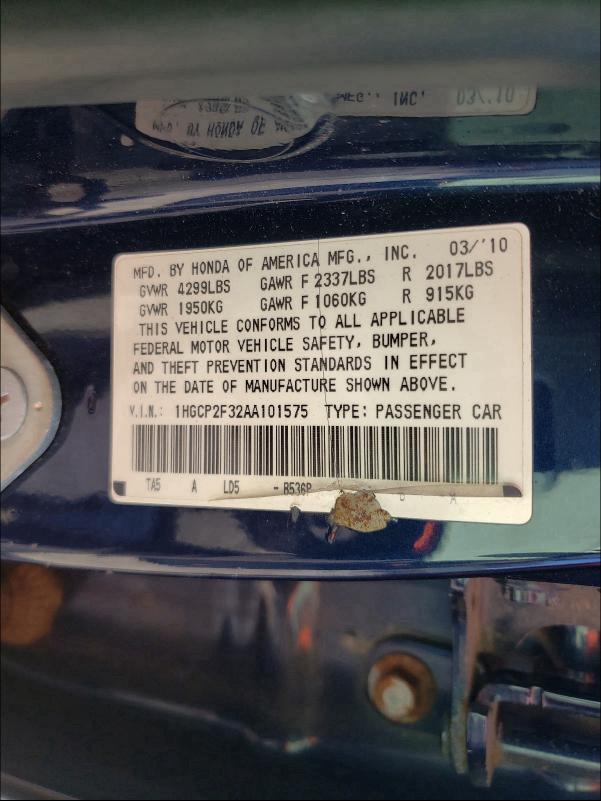 MFD. BY HONDA OF AMERICA MFG., INC. 03/'10
GVWR 4299LBS GAWR F 2337LBS R 2017LBS
GVWR 1950KG GAWR F 1060KG R 915KG
THIS VEHICLE CONFORMS TO ALL APPLICABLE
FEDERAL MOTOR VEHICLE SAFETY, BUMPER,
AND THEFT PREVENTION STANDARDS IN EFFECT
ON THE DATE OF MANUFACTURE SHOWN ABOVE.
V.I.N.: 1HGCP2F32AA101575 TYPE: PASSENGER CAR
TA5 A LD5 - B536P B A